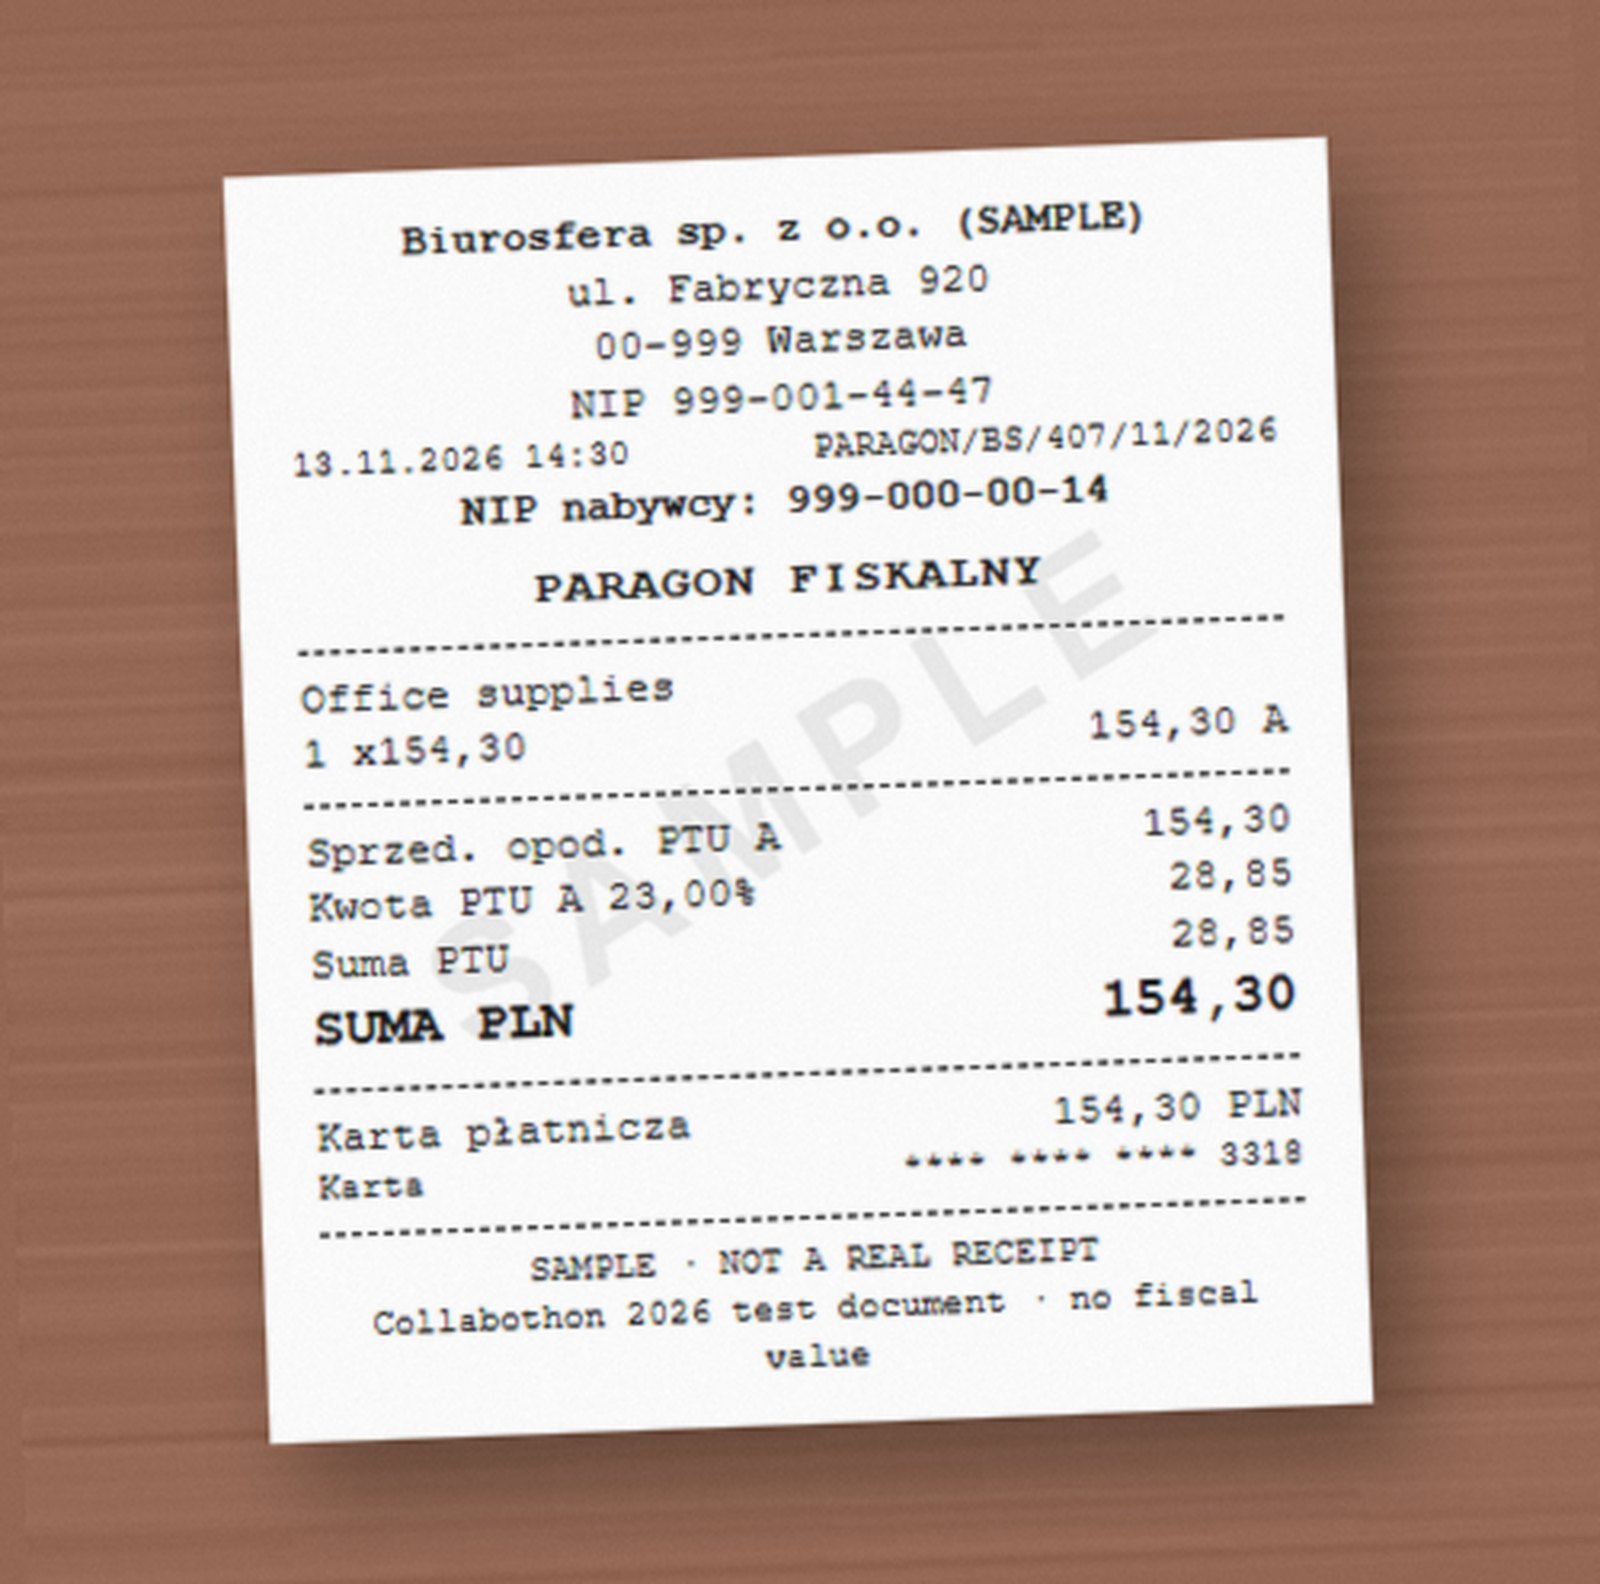 Biurosfera sp. z o.o. (SAMPLE)
ul. Fabryczna 920
00-999 Warszawa
NIP 999-001-44-47
13.11.2026 14:30 PARAGON/BS/407/11/2026
NIP nabywcy: 999-000-00-14
PARAGON FISKALNY
Office supplies
1 x154,30 154,30 A
Sprzed. opod. PTU A 154,30
Kwota PTU A 23,00% 28,85
Suma PTU 28,85
SUMA PLN 154,30
Karta płatnicza 154,30 PLN
Karta **** **** **** 3318
SAMPLE · NOT A REAL RECEIPT
Collabothon 2026 test document · no fiscal
value
SAMPLE